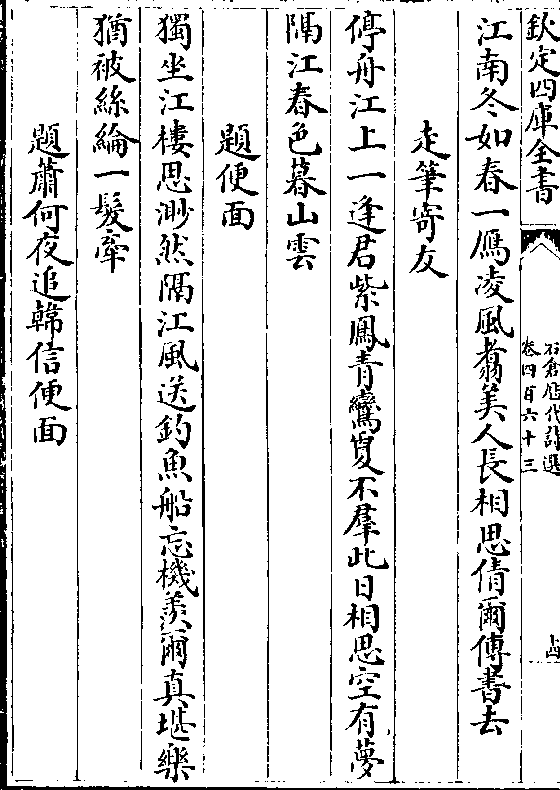 欽定四庫全書
石倉歷代詩選
卷四百六十三
江南冬如春一鴈凌風翥美人長相思倩爾傳書去
走筆寄友
停舟江上一逢君紫鳳青鸞夐不羣此日相思空有夢
隔江春色暮山雲
題便面
獨坐江樓思渺然隔江風送釣魚船忘機羨爾真堪樂
猶被絲綸一髮牽
題蕭何夜追韓信便面